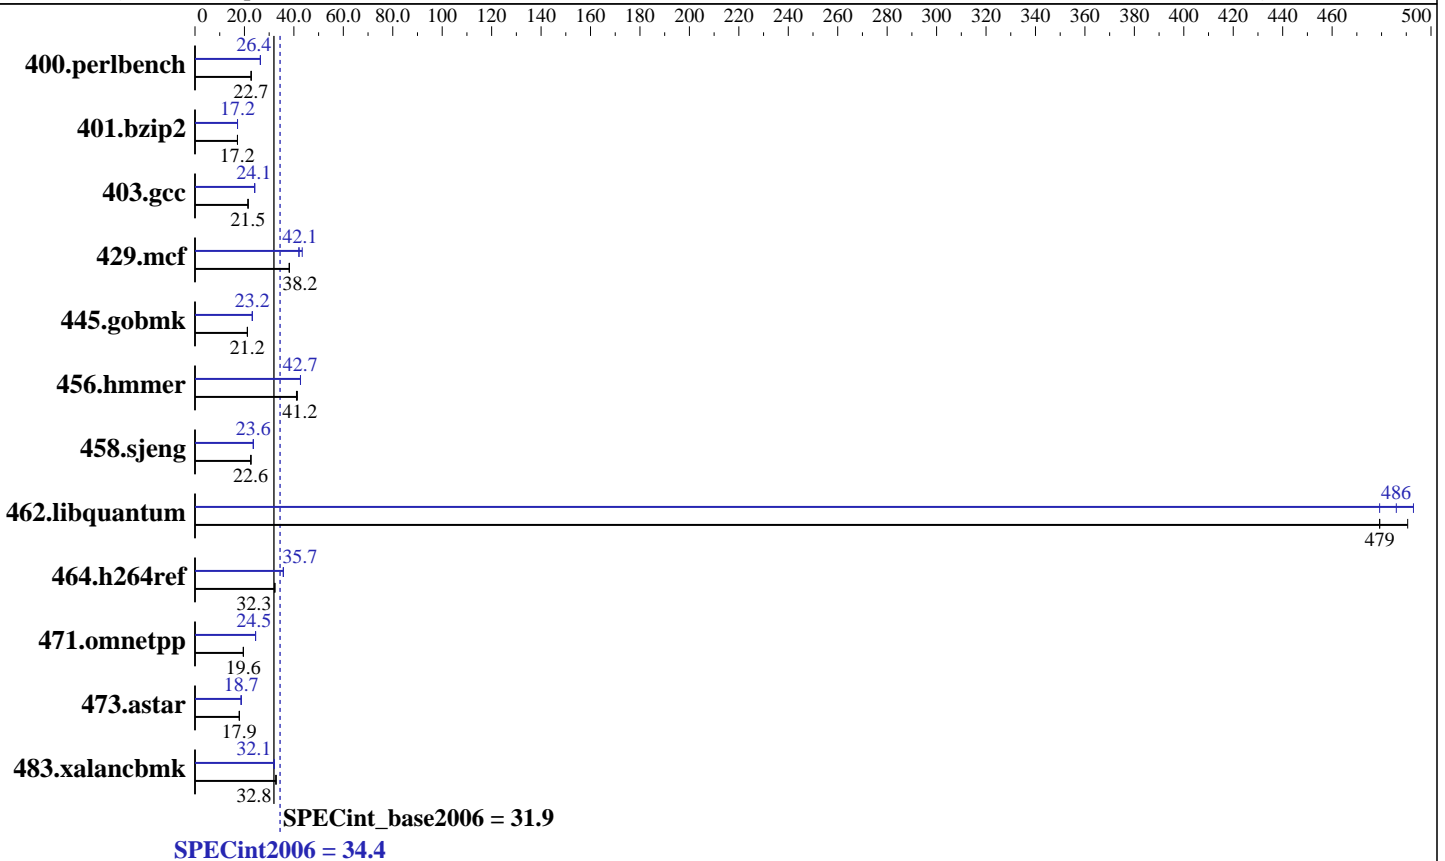 0 20.0 40.0 60.0 80.0 100 120 140 160 180 200 220 240 260 280 300 320 340 360 380 400 420 440 460 500
26.4
400.perlbench
22.7
17.2
401.bzip2
17.2
24.1
403.gcc
21.5
42.1
429.mcf
38.2
23.2
445.gobmk
21.2
42.7
456.hmmer
41.2
23.6
458.sjeng
22.6
486
462.libquantum
479
35.7
464.h264ref
32.3
24.5
471.omnetpp
19.6
18.7
473.astar
17.9
32.1
483.xalancbmk
32.8
SPECint_base2006 = 31.9
SPECint2006 = 34.4